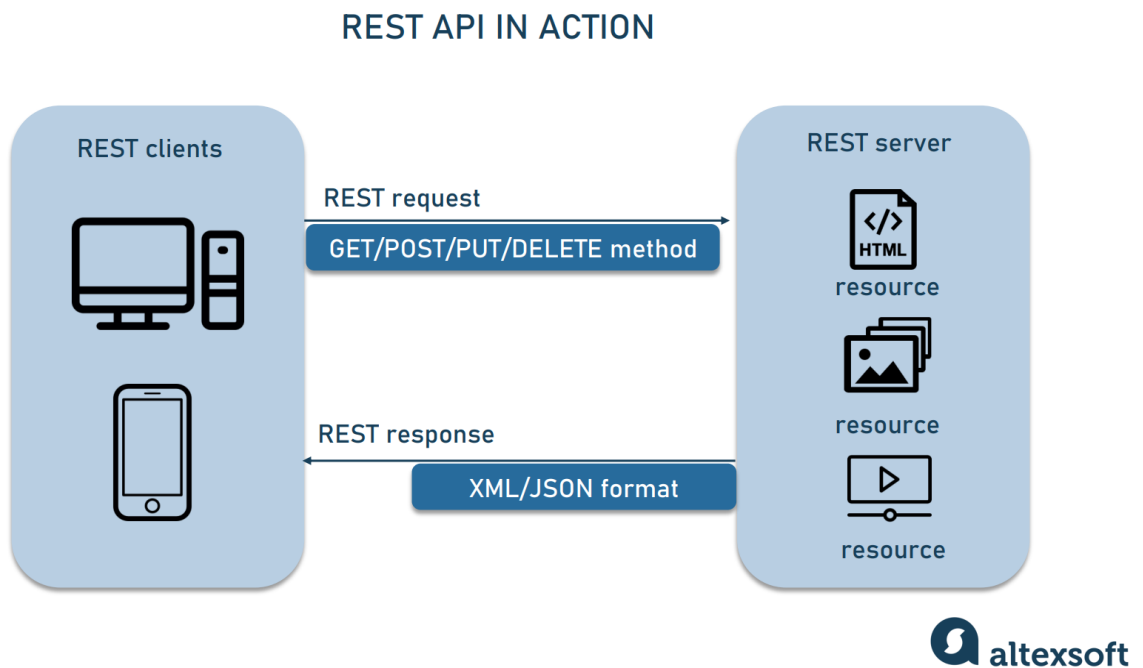 REST API IN ACTION
REST clients
REST request
GET/POST/PUT/DELETE method
REST response
XML/JSON format
REST server
</>
HTML
resource
resource
resource
altexsoft